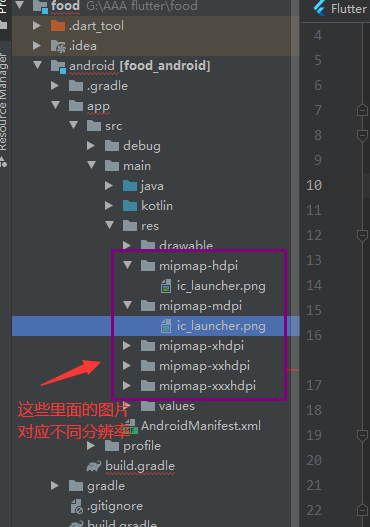 food G:\AAA flutter\food
.dart_tool
.idea
android [food_android]
.gradle
app
src
debug
main
java
kotlin
res
drawable
mipmap-hdpi
ic_launcher.png
mipmap-mdpi
ic_launcher.png
mipmap-xhdpi
mipmap-xxhdpi
mipmap-xxxhdpi
values
AndroidManifest.xml
profile
build.gradle
gradle
.gitignore
build.gradle
这些里面的图片
对应不同分辨率
Resource Manager
Flutter
4
5
6
7
8
9
10
11
12
13
14
15
16
17
18
19
20
21
22